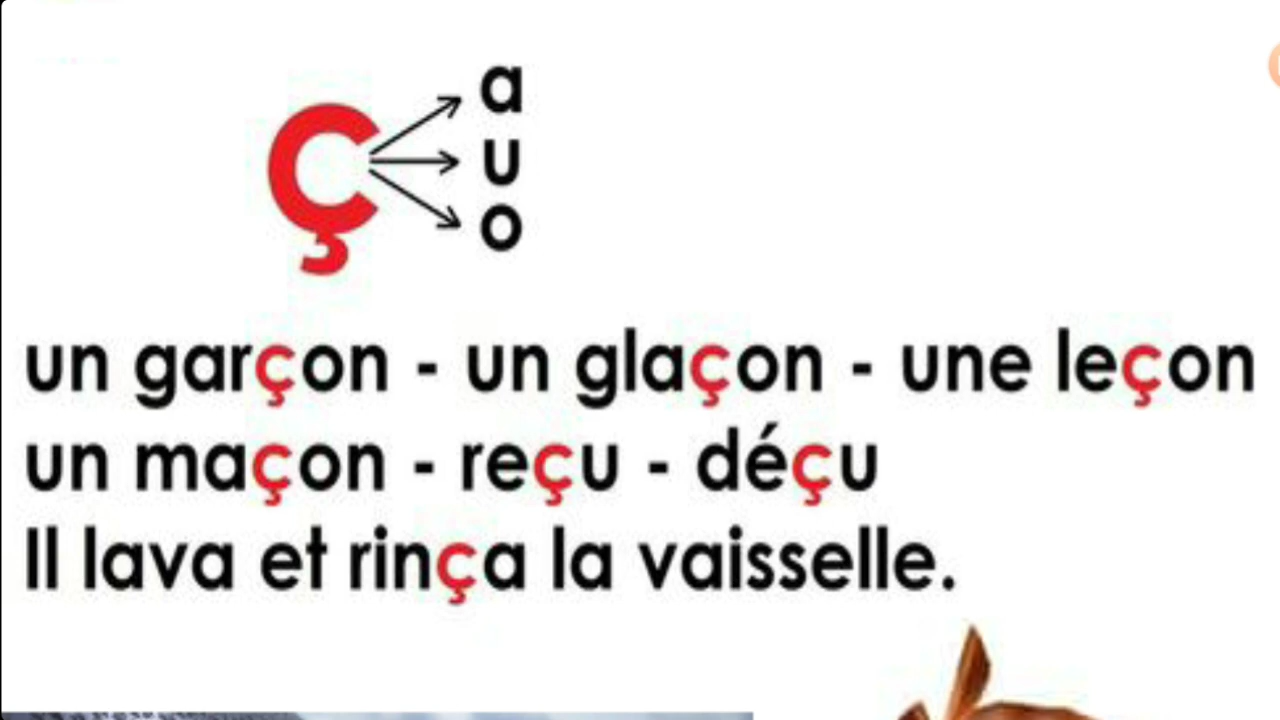 ç
a
u
o
un garçon - un glaçon - une leçon
un maçon - reçu - déçu
Il lava et rinça la vaisselle.